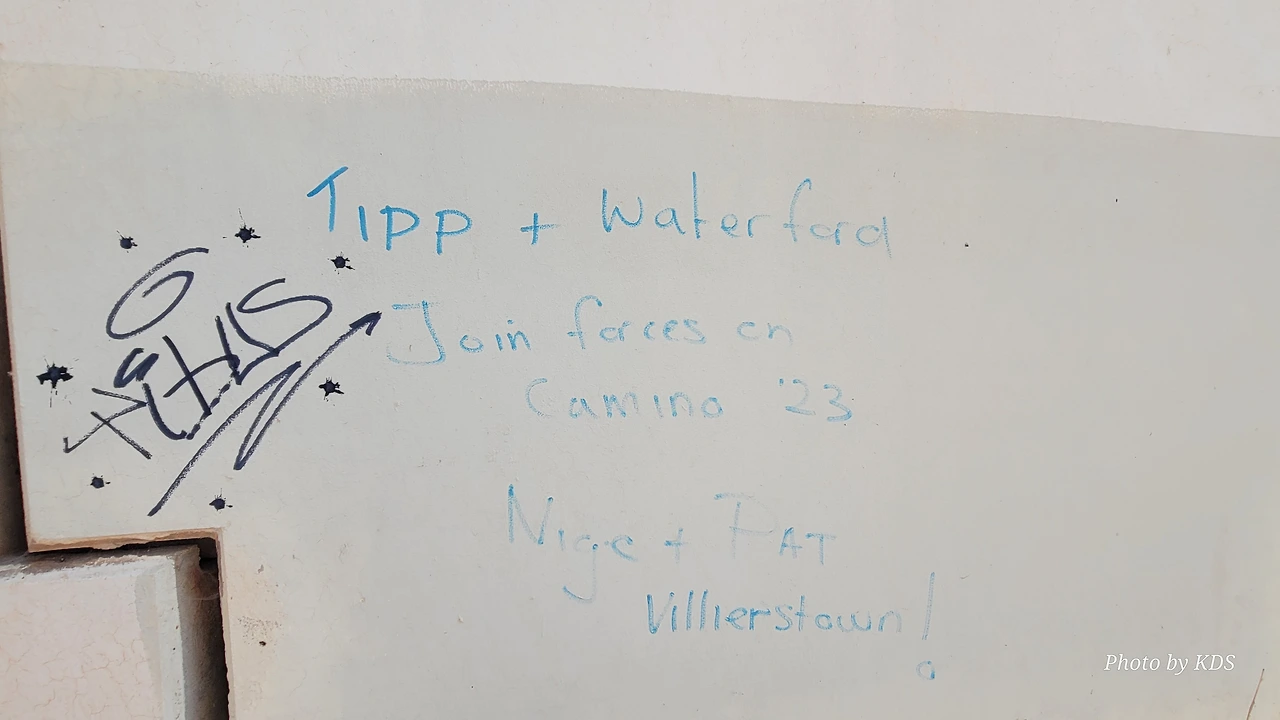 Tipp + Waterford
Join forces on
Camino '23
Nige + PAT
Villierstown!
Photo by KDS